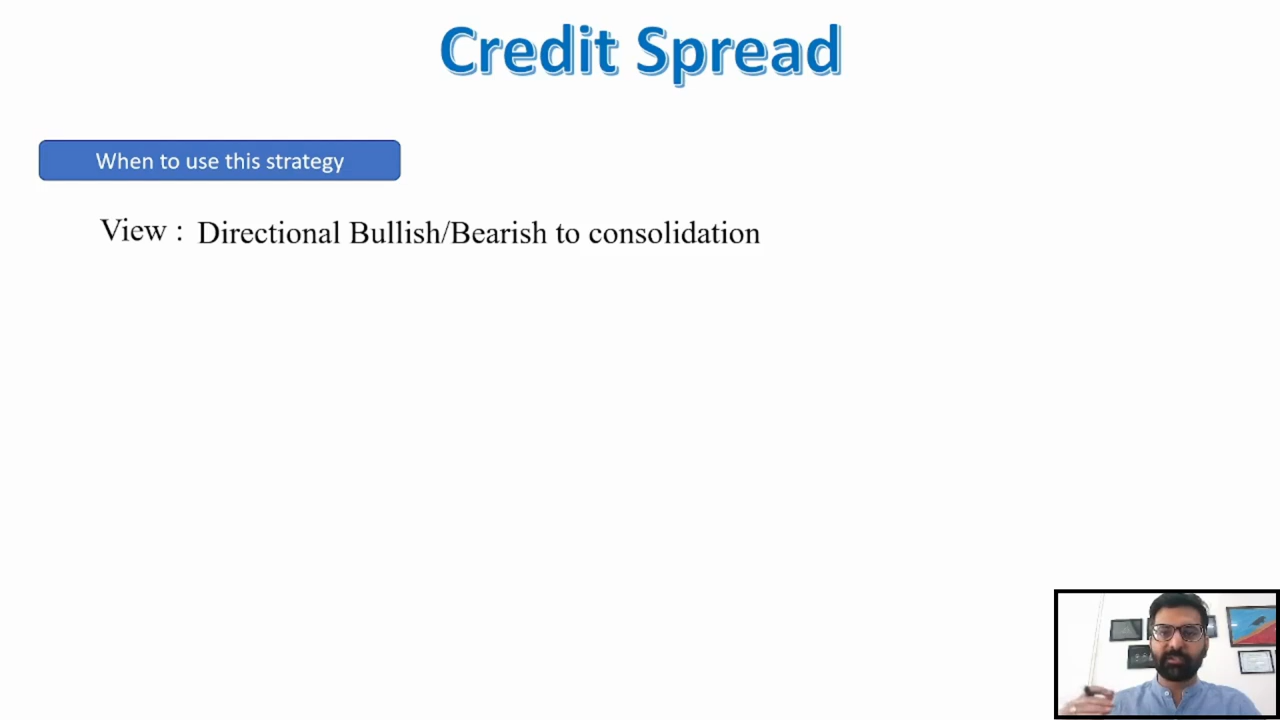 Credit Spread
When to use this strategy
View : Directional Bullish/Bearish to consolidation